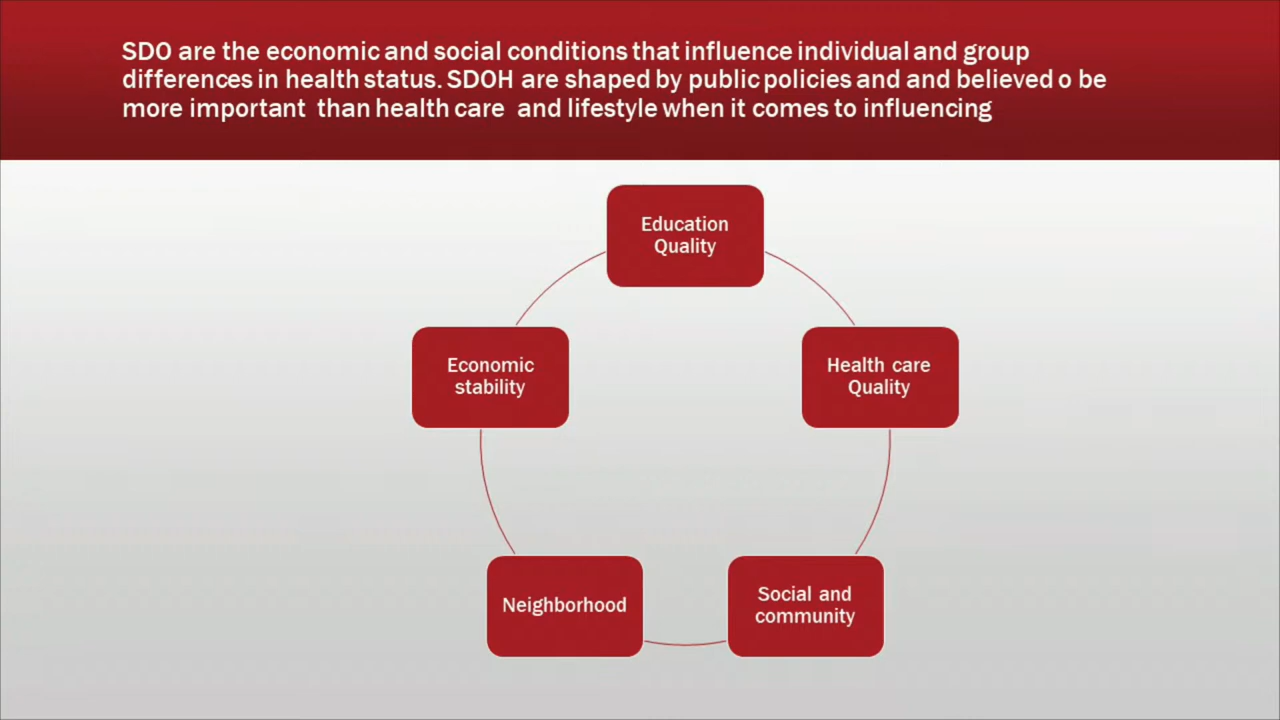 SDO are the economic and social conditions that influence individual and group
differences in health status. SDOH are shaped by public policies and and believed o be
more important than health care and lifestyle when it comes to influencing
Education
Quality
Economic
stability
Health care
Quality
Neighborhood
Social and
community